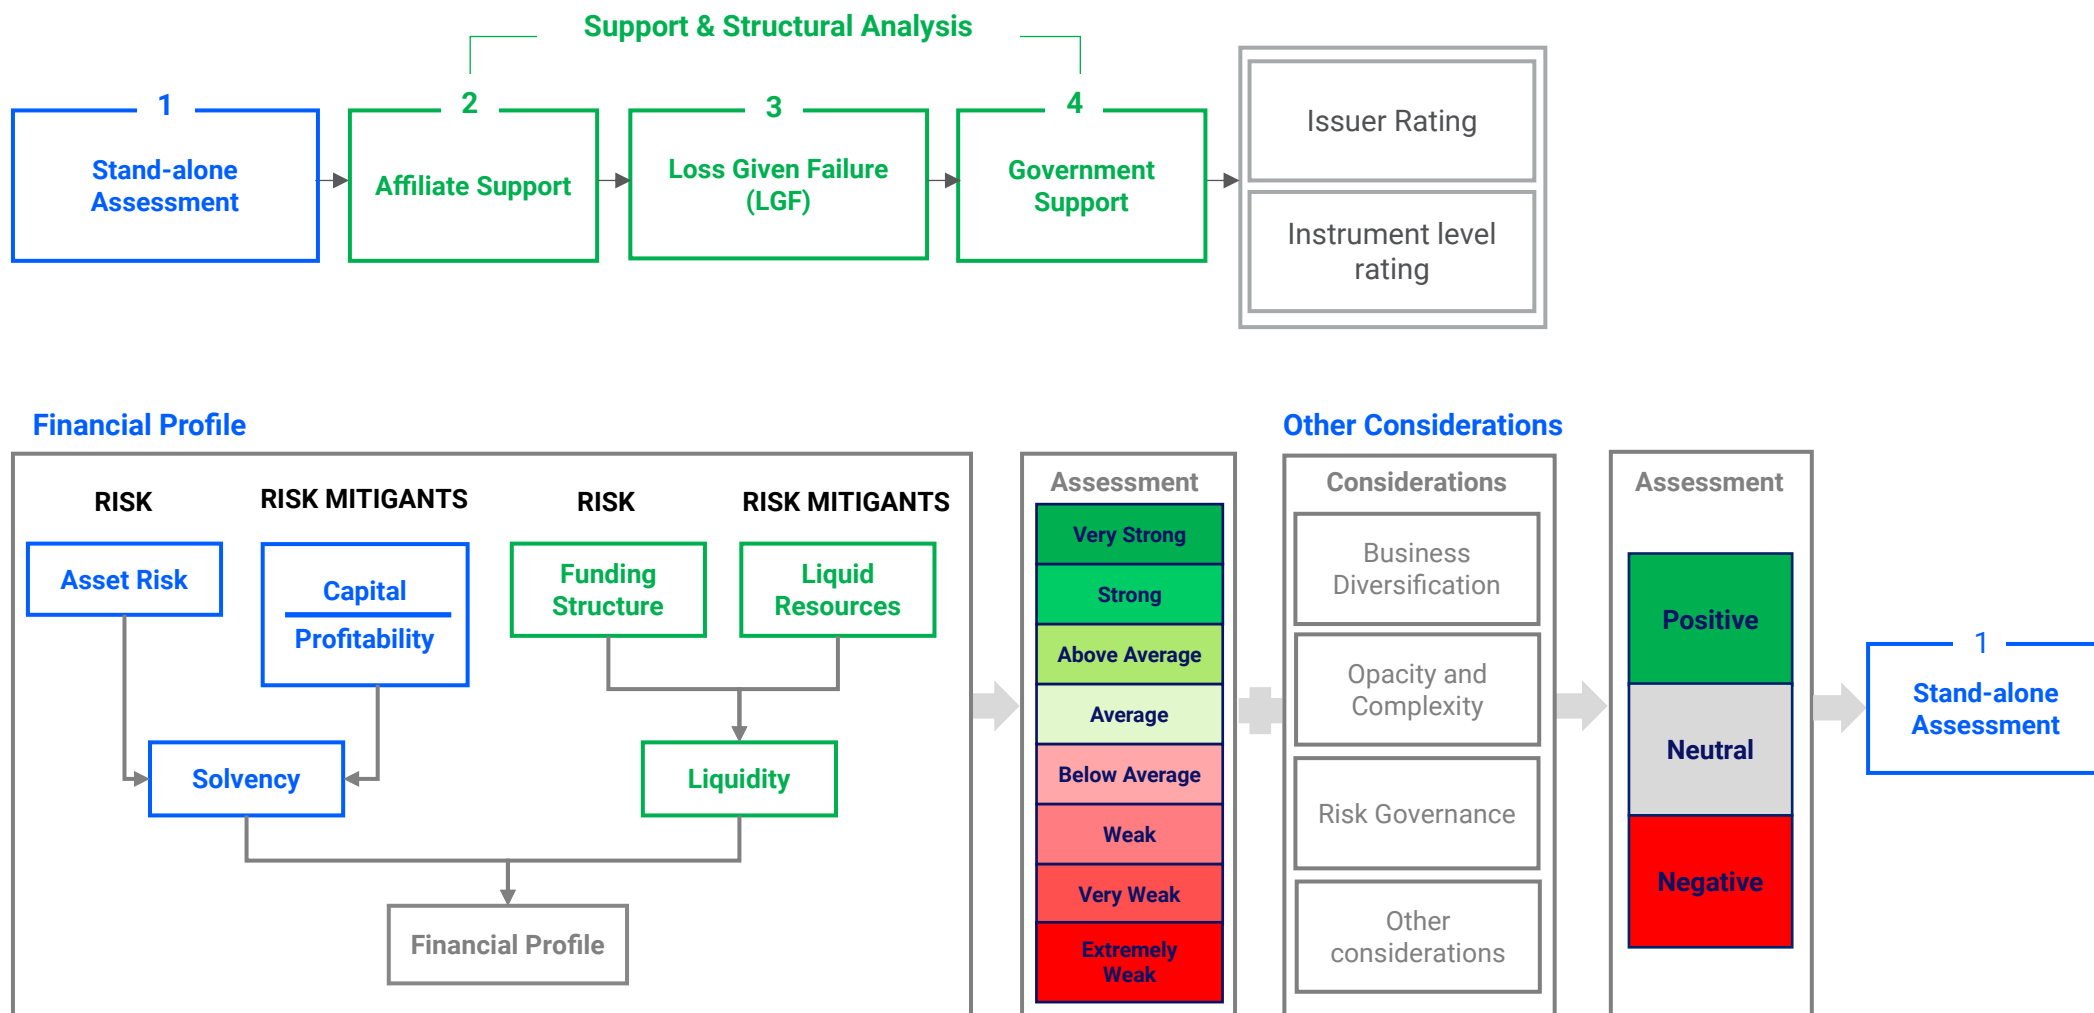 Support & Structural Analysis
1
2
3
4
Stand-alone
Assessment
Affiliate Support
Loss Given Failure
(LGF)
Government
Support
Issuer Rating
Instrument level
rating
Financial Profile
RISK
RISK MITIGANTS
RISK
RISK MITIGANTS
Asset Risk
Capital
Profitability
Funding
Structure
Liquid
Resources
Solvency
Liquidity
Financial Profile
Assessment
Very Strong
Strong
Above Average
Average
Below Average
Weak
Very Weak
Extremely
Weak
Other Considerations
Considerations
Business
Diversification
Opacity and
Complexity
Risk Governance
Other
considerations
Assessment
Positive
Neutral
Negative
1
Stand-alone
Assessment